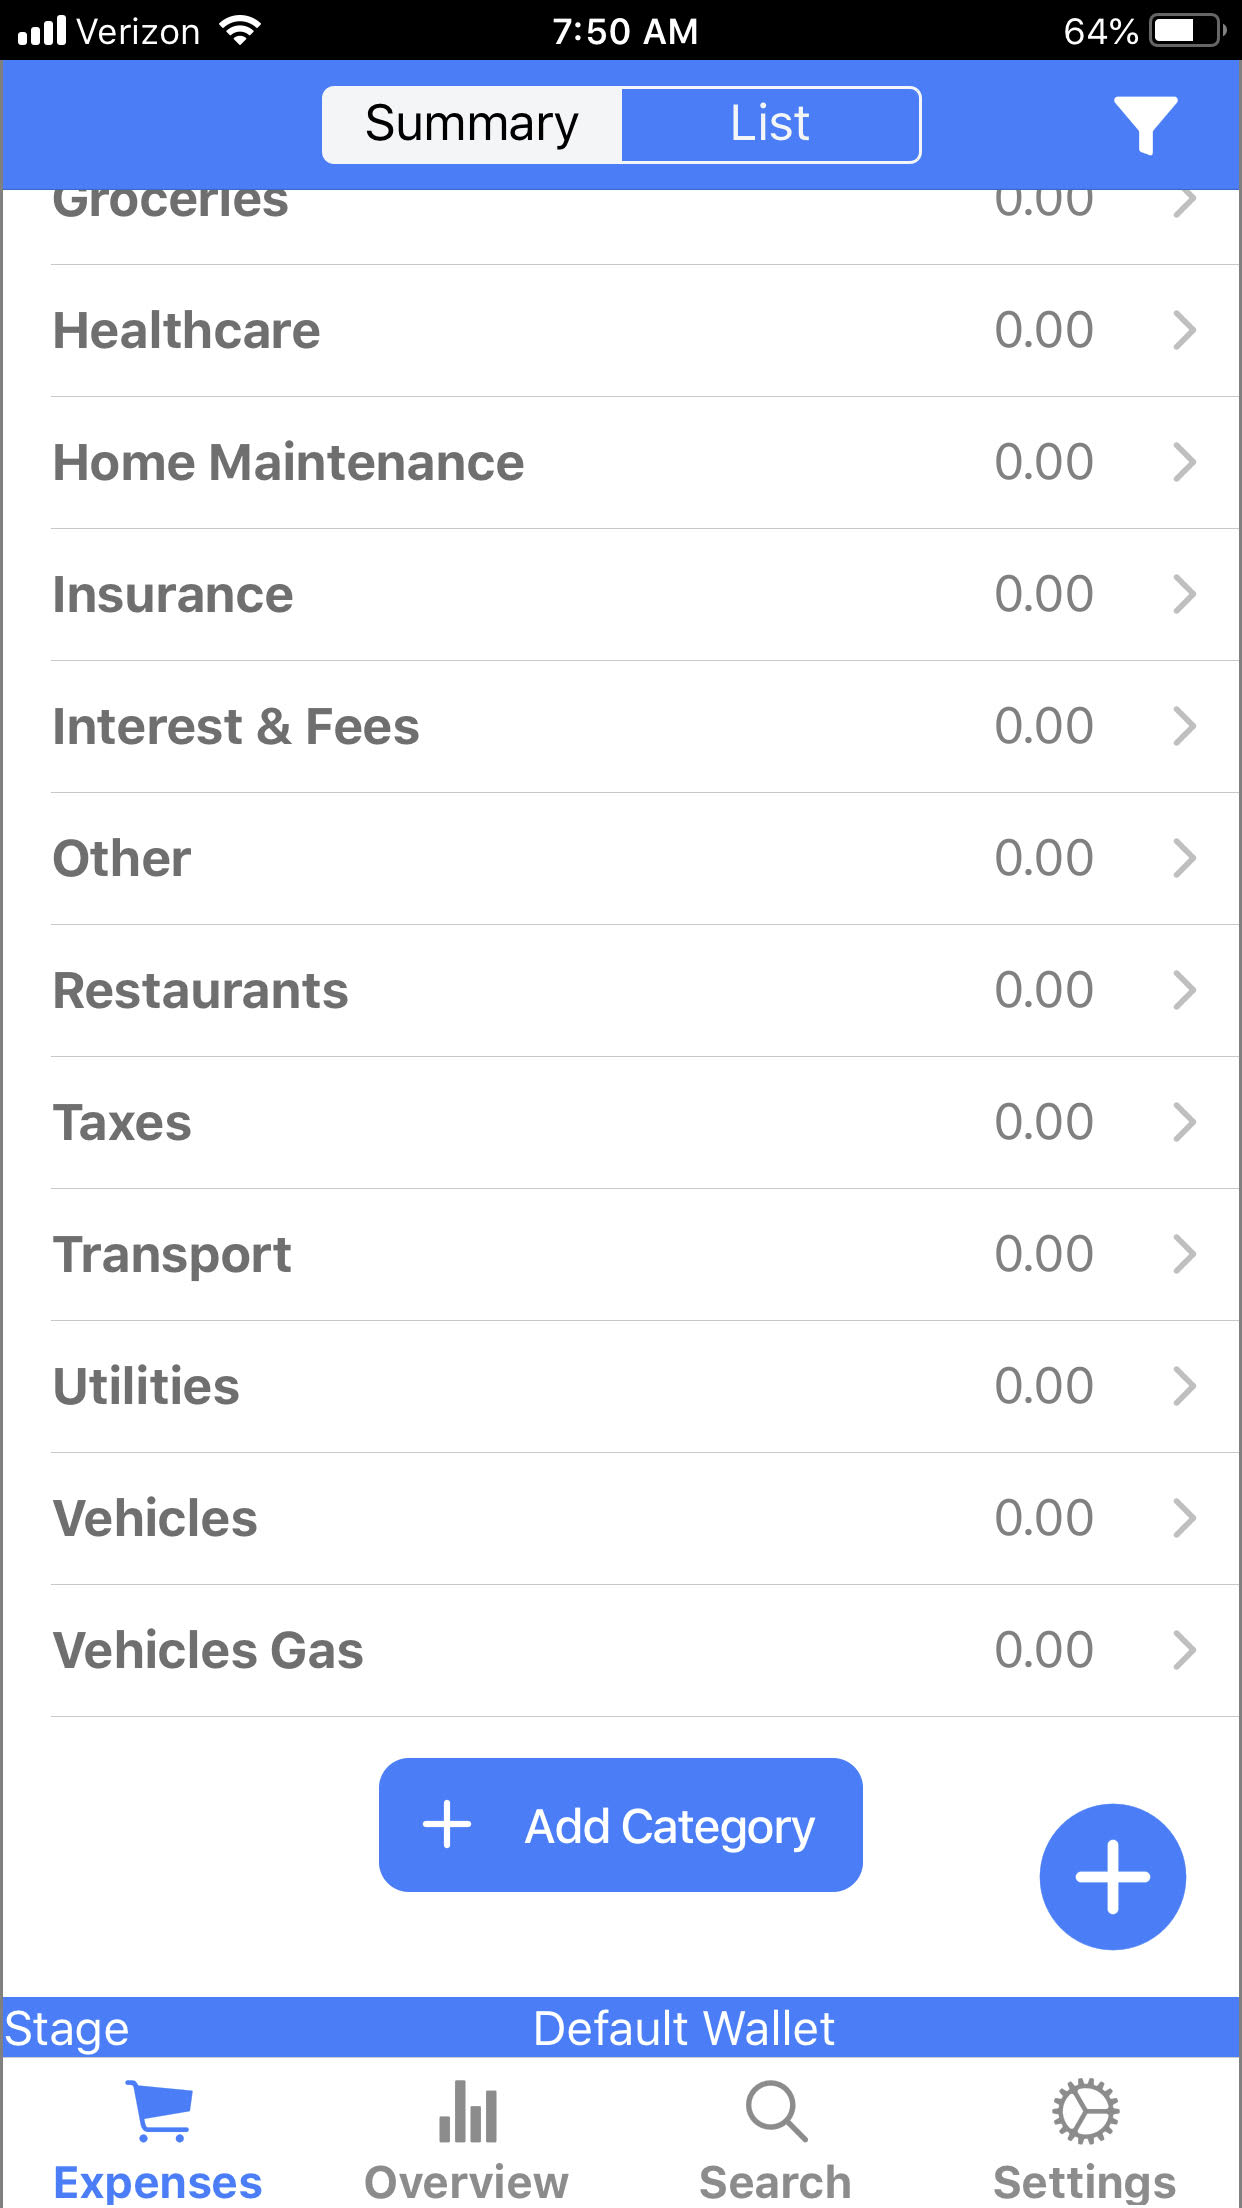 Verizon 7:50 AM 64%
Summary List
Groceries 0.00
Healthcare 0.00
Home Maintenance 0.00
Insurance 0.00
Interest & Fees 0.00
Other 0.00
Restaurants 0.00
Taxes 0.00
Transport 0.00
Utilities 0.00
Vehicles 0.00
Vehicles Gas 0.00
Add Category
Stage Default Wallet
Expenses Overview Search Settings